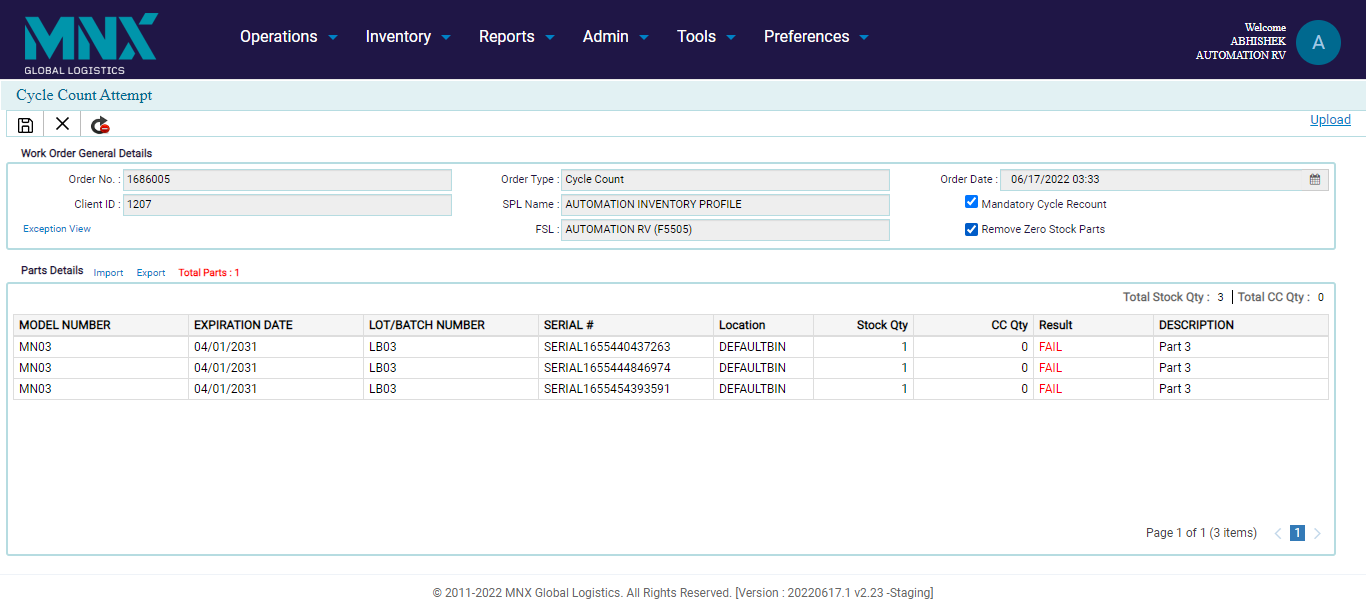 MNX
GLOBAL LOGISTICS
Operations Inventory Reports Admin Tools Preferences
Welcome
ABHISHEK
AUTOMATION RV
A
Cycle Count Attempt
Upload
Work Order General Details
Order No. : 1686005 Order Type : Cycle Count Order Date : 06/17/2022 03:33
Client ID : 1207 SPL Name : AUTOMATION INVENTORY PROFILE Mandatory Cycle Recount
Exception View FSL : AUTOMATION RV (F5505) Remove Zero Stock Parts
Parts Details Import Export Total Parts : 1
Total Stock Qty : 3 | Total CC Qty : 0
MODEL NUMBER EXPIRATION DATE LOT/BATCH NUMBER SERIAL # Location Stock Qty CC Qty Result DESCRIPTION
MN03 04/01/2031 LB03 SERIAL1655440437263 DEFAULTBIN 1 0 FAIL Part 3
MN03 04/01/2031 LB03 SERIAL1655444846974 DEFAULTBIN 1 0 FAIL Part 3
MN03 04/01/2031 LB03 SERIAL1655454393591 DEFAULTBIN 1 0 FAIL Part 3
Page 1 of 1 (3 items) 1
© 2011-2022 MNX Global Logistics. All Rights Reserved. [Version : 20220617.1 v2.23 -Staging]